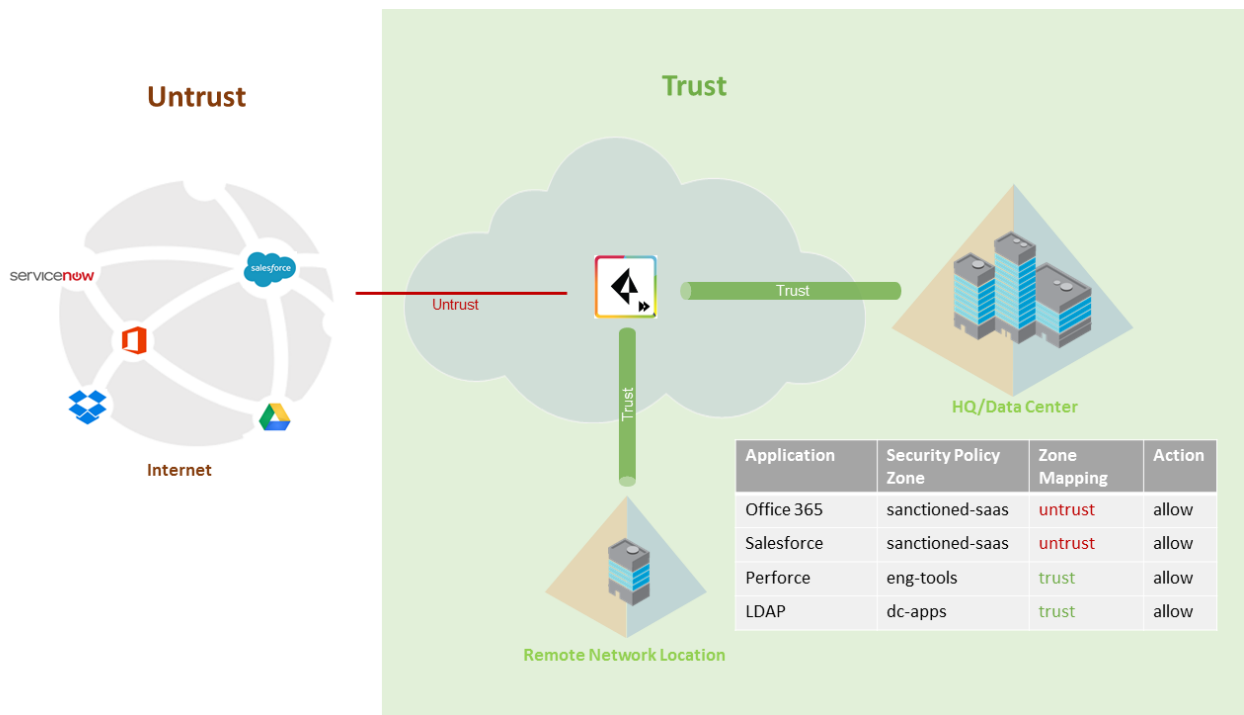 Untrust
Trust
servicenow
salesforce
Untrust
Trust
Trust
HQ/Data Center
Internet
Application Security Policy Zone Zone Mapping Action
Office 365 sanctioned-saas untrust allow
Salesforce sanctioned-saas untrust allow
Perforce eng-tools trust allow
LDAP dc-apps trust allow
Remote Network Location